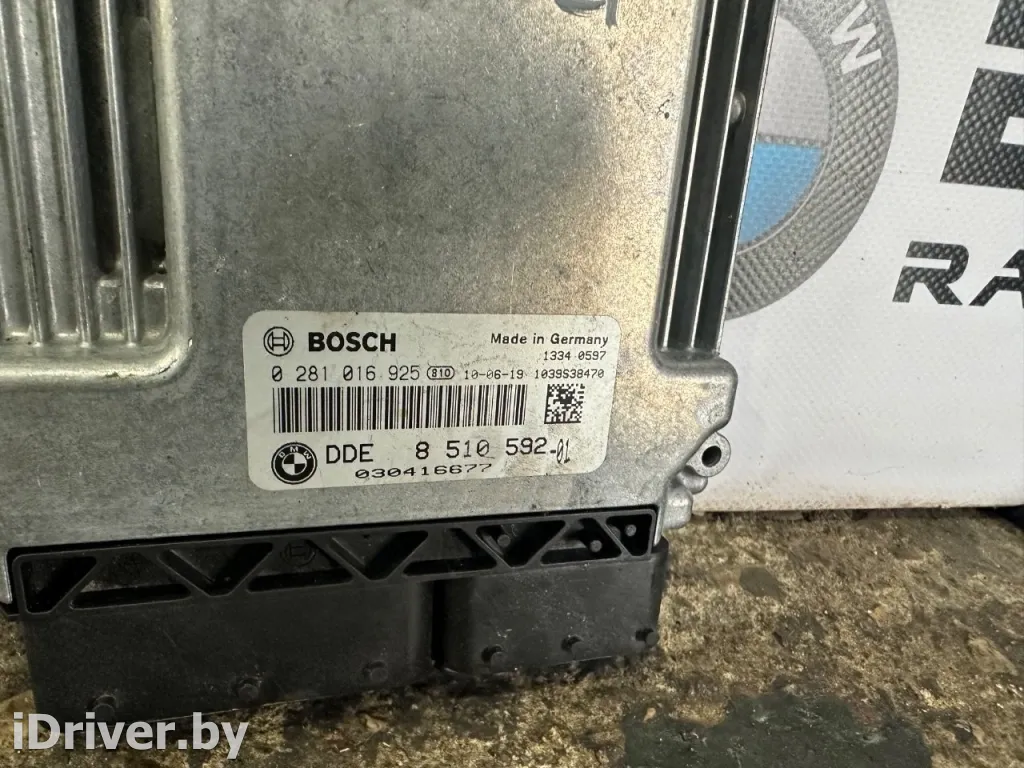 W
RA
BOSCH
Made in Germany
1334 0597
0 281 016 925 810 10-06-19 1039S38470
BMW
DDE 8 510 592-01
030416677
iDriver.by